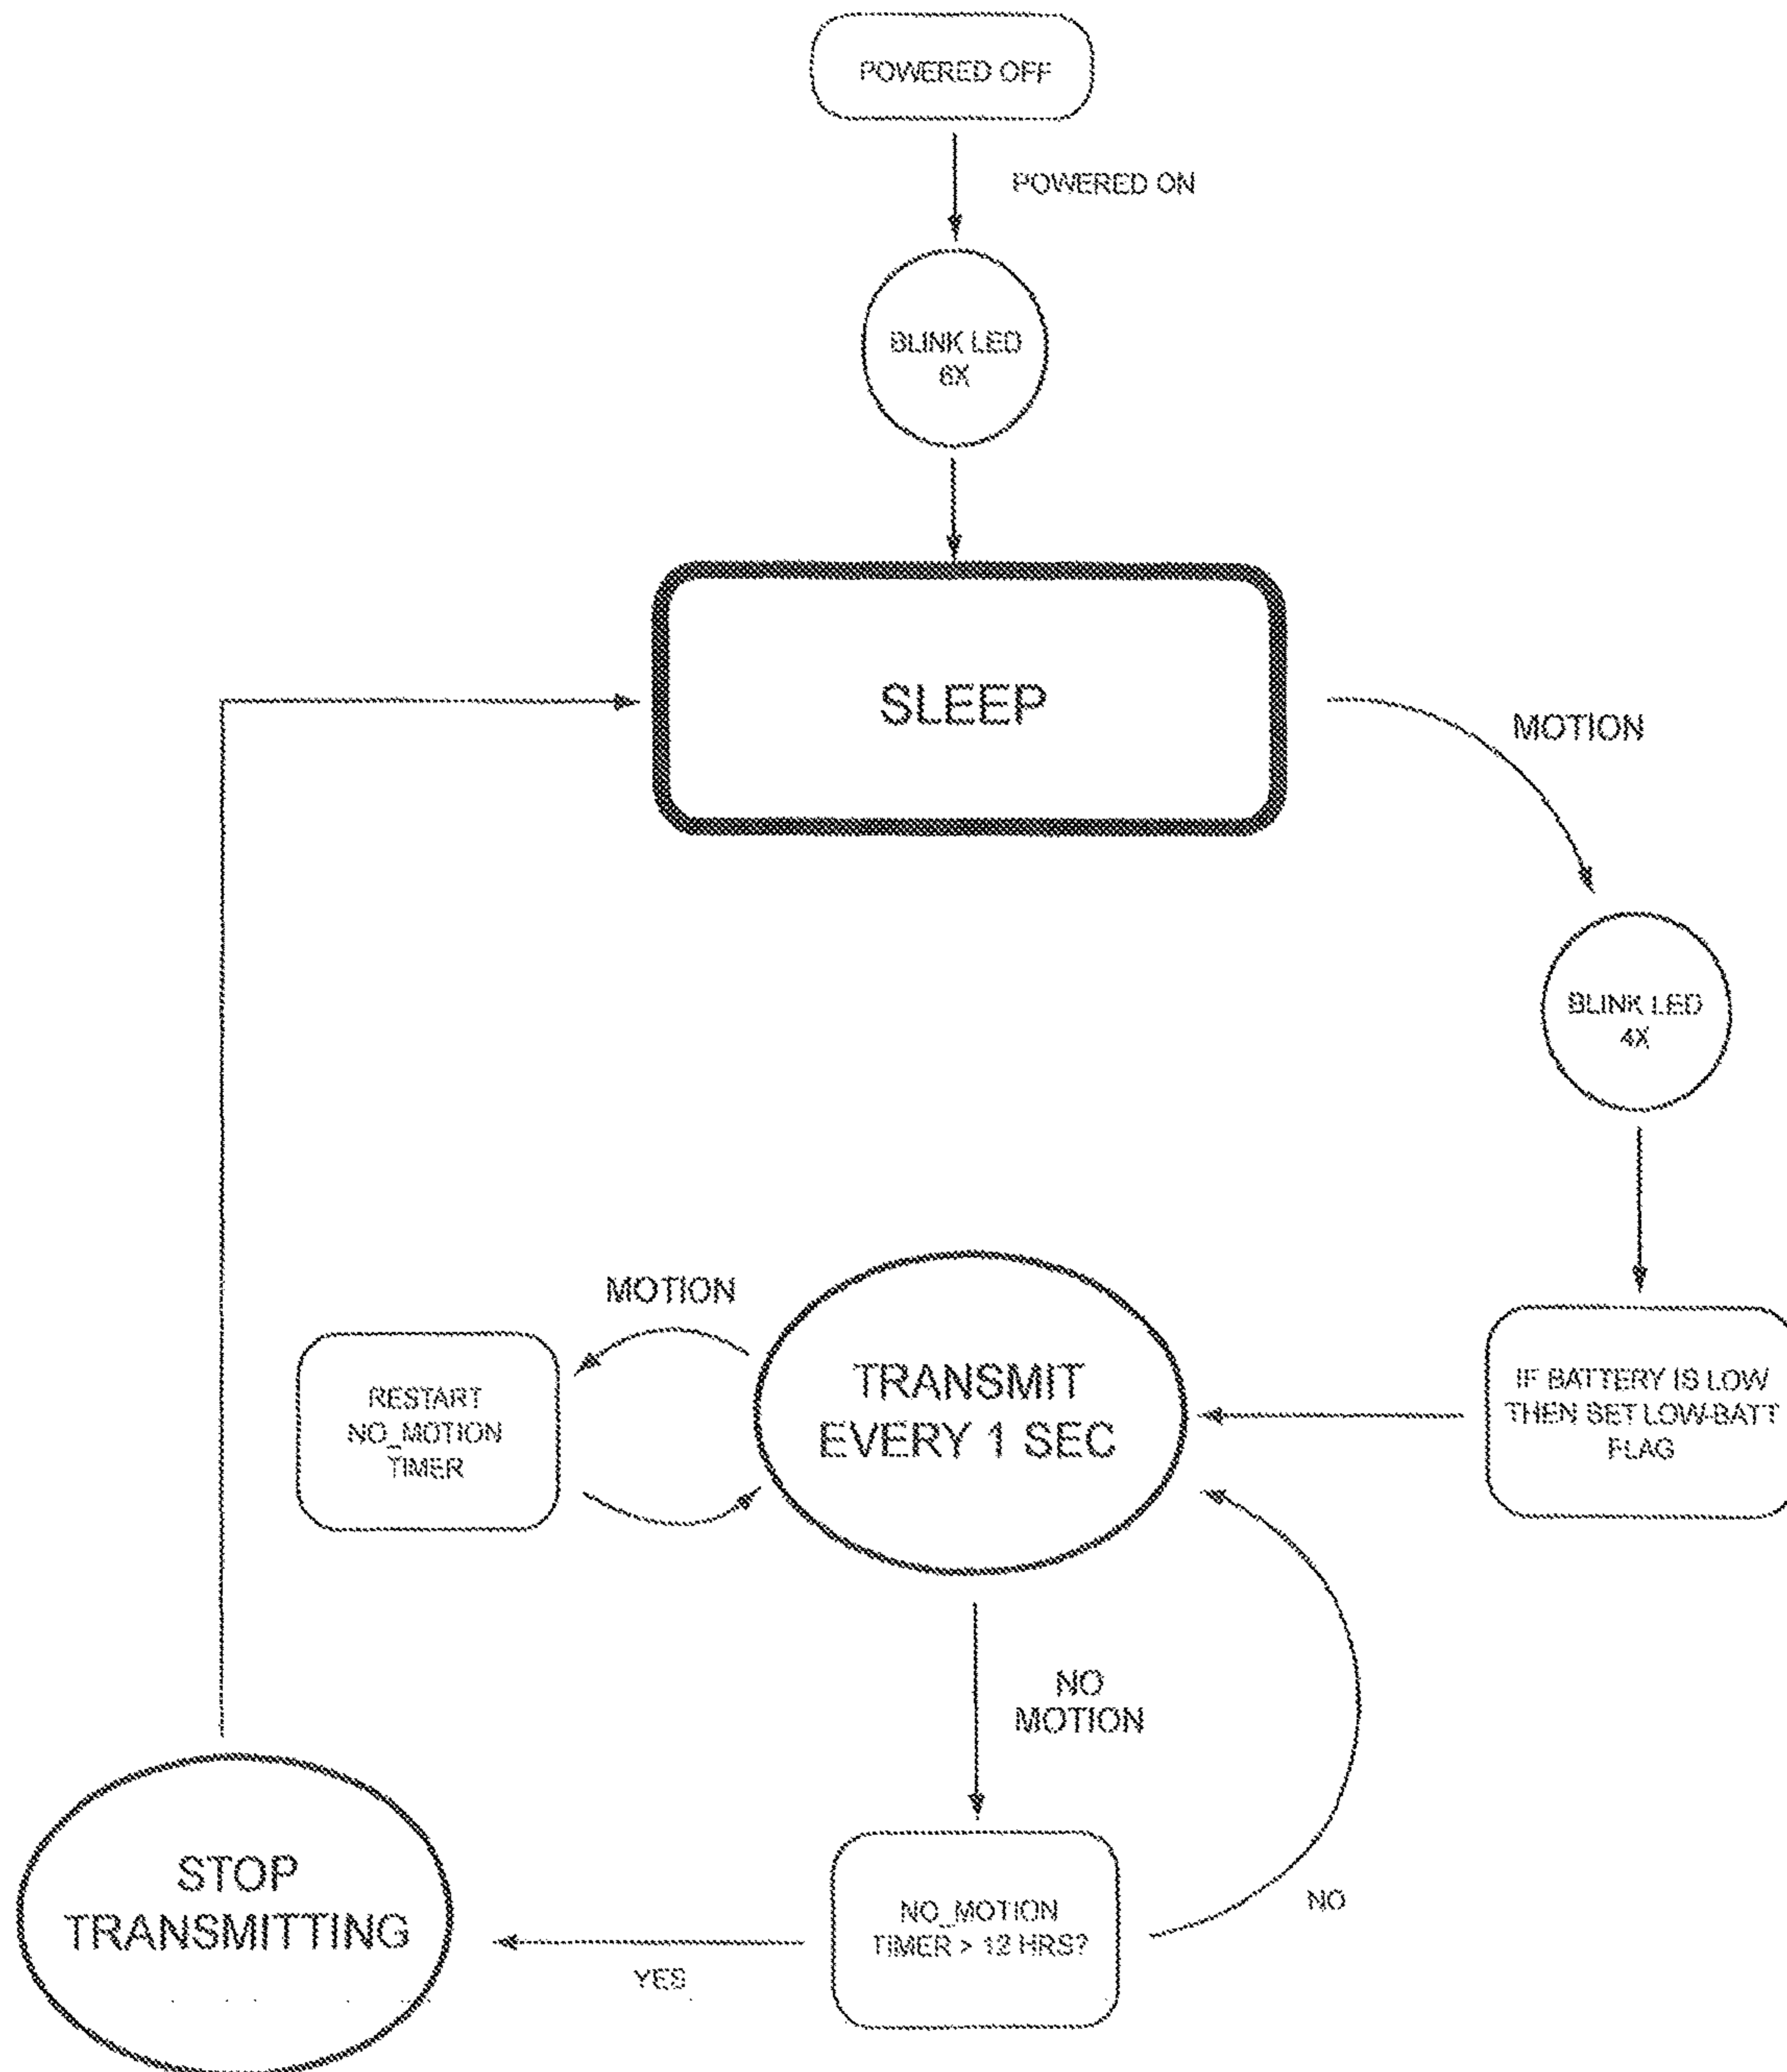 POWERED OFF
POWERED ON
BLINK LED
6X
SLEEP
MOTION
BLINK LED
4X
IF BATTERY IS LOW
THEN SET LOW-BATT
FLAG
MOTION
TRANSMIT
EVERY 1 SEC
RESTART
NO_MOTION
TIMER
NO
MOTION
NO_MOTION
TIMER > 12 HRS?
NO
YES
STOP
TRANSMITTING